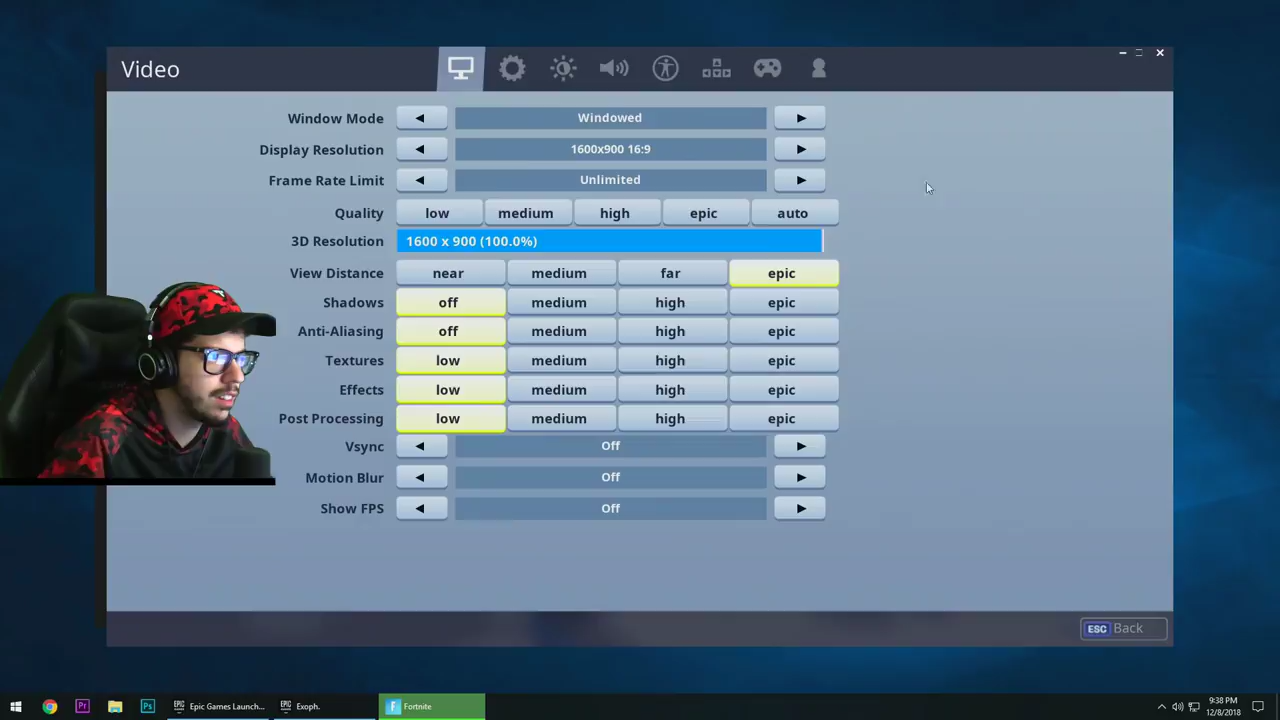 Video
Window Mode ◄ Windowed ►
Display Resolution ◄ 1600x900 16:9 ►
Frame Rate Limit ◄ Unlimited ►
Quality low medium high epic auto
3D Resolution 1600 x 900 (100.0%)
View Distance near medium far epic
Shadows off medium high epic
Anti-Aliasing off medium high epic
Textures low medium high epic
Effects low medium high epic
Post Processing low medium high epic
Vsync ◄ Off ►
Motion Blur ◄ Off ►
Show FPS ◄ Off ►
ESC Back
Pr Ps EPIC Epic Games Launch... EPIC Exoph. F Fortnite 9:38 PM
12/8/2018